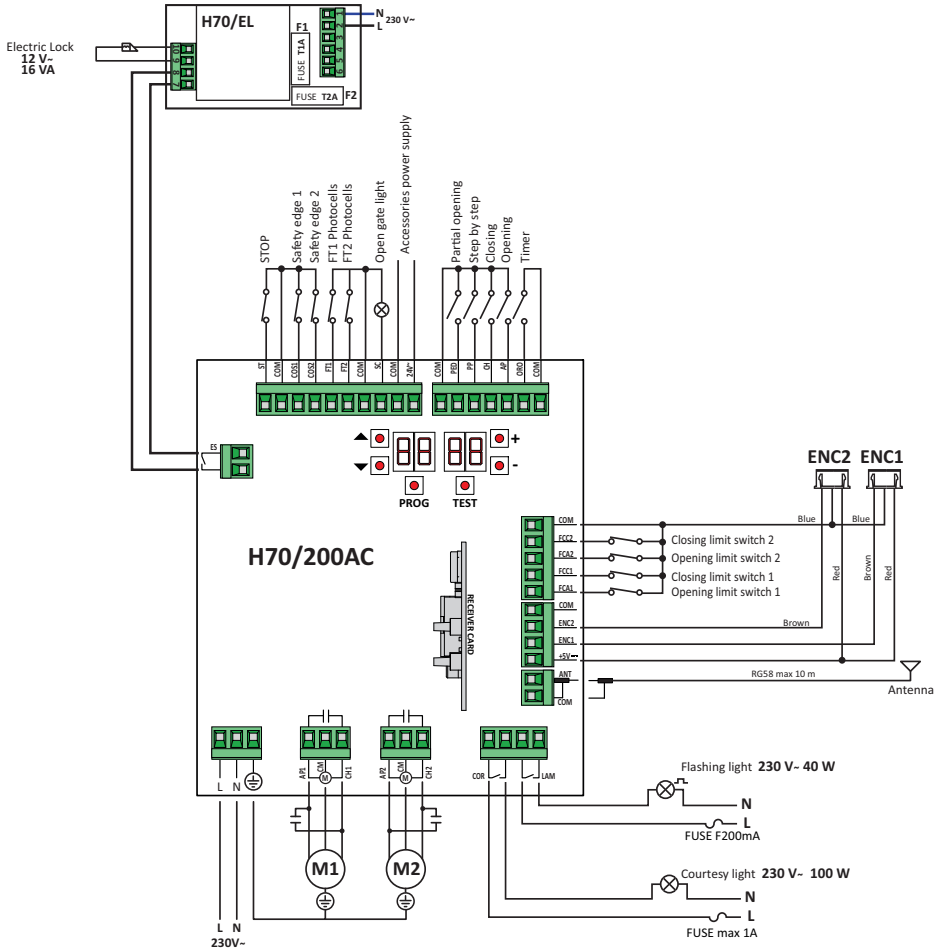 H70/EL
F1
FUSE T1A
FUSE T2A
F2
1
2
3
4
5
6
10
9
8
7
N
L
230 V~
Electric Lock
12 V~
16 VA
STOP
Safety edge 1
Safety edge 2
FT1 Photocells
FT2 Photocells
Open gate light
Accessories power supply
Partial opening
Step by step
Closing
Opening
Timer
ST
COM
COS1
COS2
FT1
FT2
COM
SC
COM
24V~
COM
PED
PP
CH
AP
ORO
COM
ES
+
-
PROG
TEST
H70/200AC
RECEIVER CARD
ENC2
ENC1
Blue
Blue
Red
Brown
Red
Brown
COM
FCC2
FCA2
FCC1
FCA1
COM
ENC2
ENC1
+5V
ANT
COM
Closing limit switch 2
Opening limit switch 2
Closing limit switch 1
Opening limit switch 1
RG58 max 10 m
Antenna
L
N
AP1
CM
M
CH1
AP2
CM
M
CH2
COR
LAM
M1
M2
L N
230V~
Flashing light 230 V~ 40 W
N
L
FUSE F200mA
Courtesy light 230 V~ 100 W
N
L
FUSE max 1A